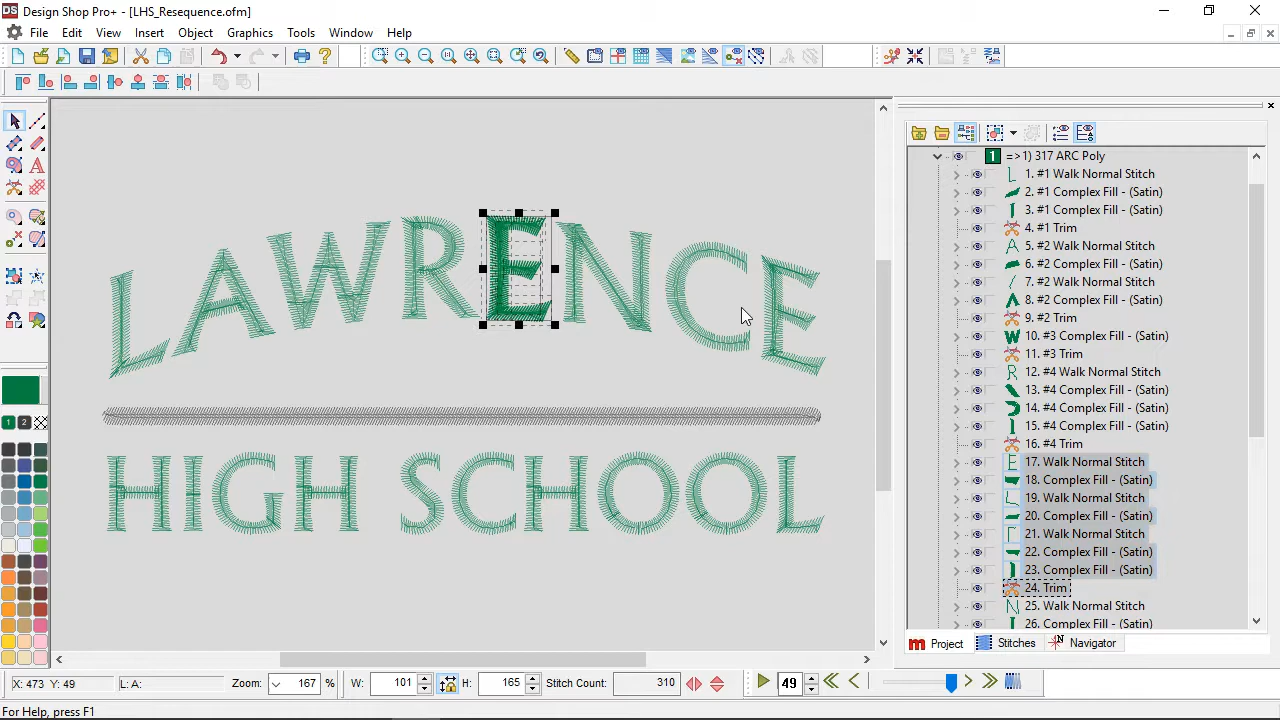 DS Design Shop Pro+ - [LHS_Resequence.ofm]
File Edit View Insert Object Graphics Tools Window Help
LAWRENCE
HIGH SCHOOL
1 =>1) 317 ARC Poly
1. #1 Walk Normal Stitch
2. #1 Complex Fill - (Satin)
3. #1 Complex Fill - (Satin)
4. #1 Trim
5. #2 Walk Normal Stitch
6. #2 Complex Fill - (Satin)
7. #2 Walk Normal Stitch
8. #2 Complex Fill - (Satin)
9. #2 Trim
10. #3 Complex Fill - (Satin)
11. #3 Trim
12. #4 Walk Normal Stitch
13. #4 Complex Fill - (Satin)
14. #4 Complex Fill - (Satin)
15. #4 Complex Fill - (Satin)
16. #4 Trim
17. Walk Normal Stitch
18. Complex Fill - (Satin)
19. Walk Normal Stitch
20. Complex Fill - (Satin)
21. Walk Normal Stitch
22. Complex Fill - (Satin)
23. Complex Fill - (Satin)
24. Trim
25. Walk Normal Stitch
26. Complex Fill - (Satin)
1 2
Project Stitches Navigator
X: 473 Y: 49 L: A: Zoom: 167 % W: 101 H: 165 Stitch Count: 310 49
For Help, press F1